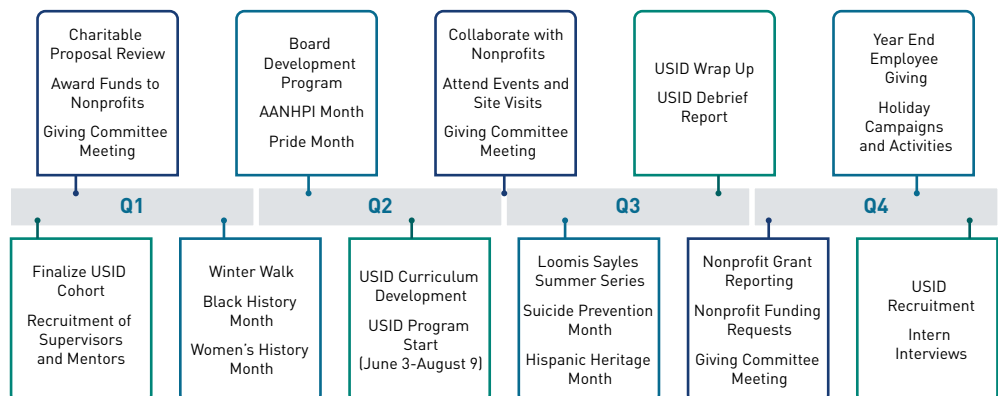 Charitable
Proposal Review
Award Funds to
Nonprofits
Giving Committee
Meeting
Board
Development
Program
AANHPI Month
Pride Month
Collaborate with
Nonprofits
Attend Events and
Site Visits
Giving Committee
Meeting
USID Wrap Up
USID Debrief
Report
Year End
Employee
Giving
Holiday
Campaigns
and Activities
Q1
Q2
Q3
Q4
Finalize USID
Cohort
Recruitment of
Supervisors
and Mentors
Winter Walk
Black History
Month
Women's History
Month
USID Curriculum
Development
USID Program
Start
(June 3-August 9)
Loomis Sayles
Summer Series
Suicide Prevention
Month
Hispanic Heritage
Month
Nonprofit Grant
Reporting
Nonprofit Funding
Requests
Giving Committee
Meeting
USID
Recruitment
Intern
Interviews